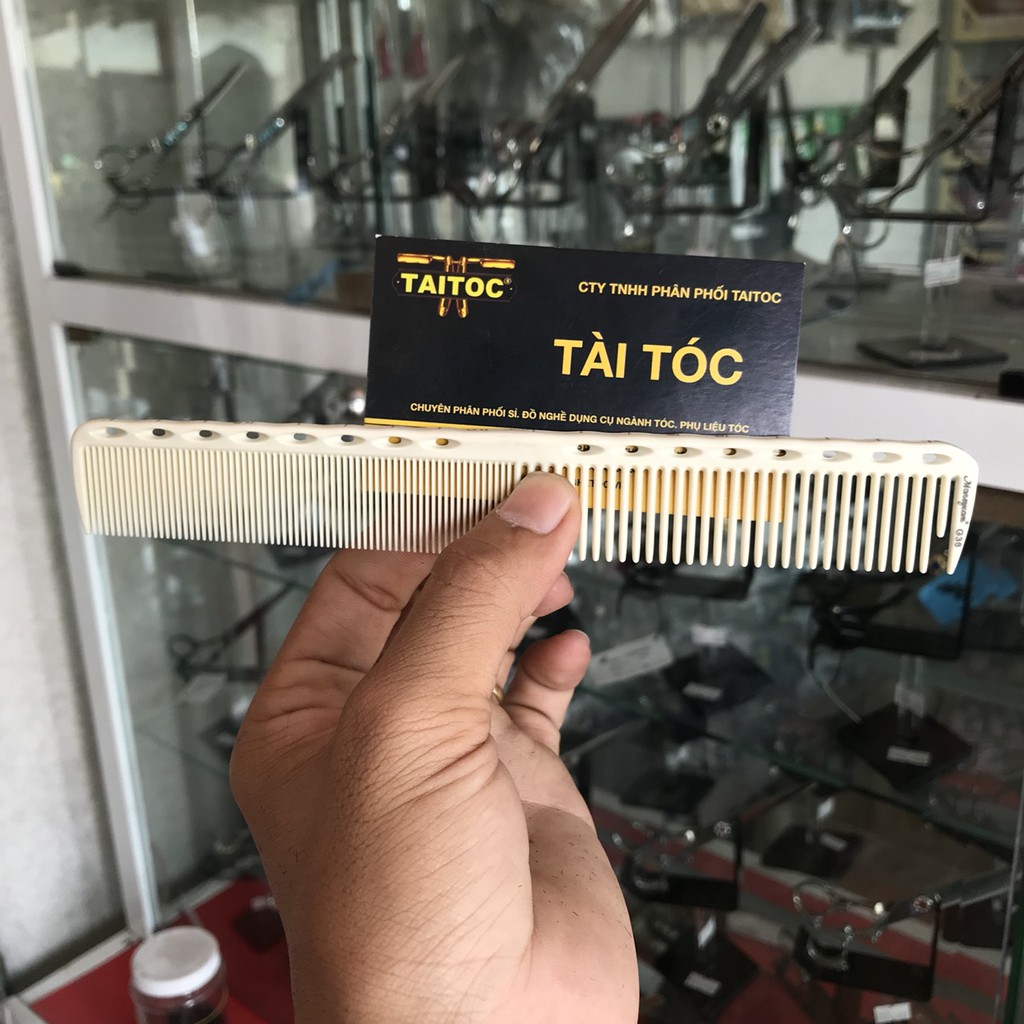 TAITOC®
CTY TNHH PHÂN PHỐI TAITOC
TÀI TÓC
CHUYÊN PHÂN PHỐI SỈ. ĐỒ NGHỀ DỤNG CỤ NGÀNH TÓC. PHỤ LIỆU TÓC
G38